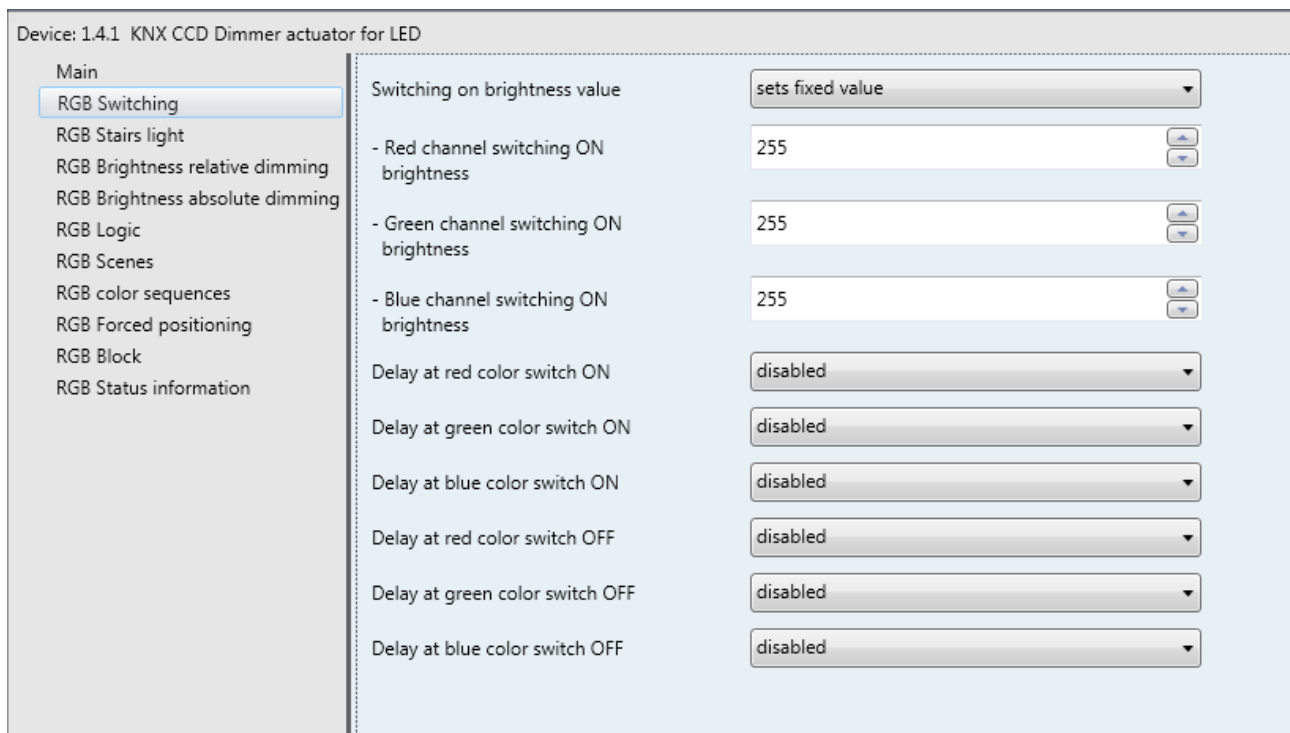 Device: 1.4.1 KNX CCD Dimmer actuator for LED
Main
RGB Switching
RGB Stairs light
RGB Brightness relative dimming
RGB Brightness absolute dimming
RGB Logic
RGB Scenes
RGB color sequences
RGB Forced positioning
RGB Block
RGB Status information
Switching on brightness value
sets fixed value
- Red channel switching ON
brightness
255
- Green channel switching ON
brightness
255
- Blue channel switching ON
brightness
255
Delay at red color switch ON
disabled
Delay at green color switch ON
disabled
Delay at blue color switch ON
disabled
Delay at red color switch OFF
disabled
Delay at green color switch OFF
disabled
Delay at blue color switch OFF
disabled